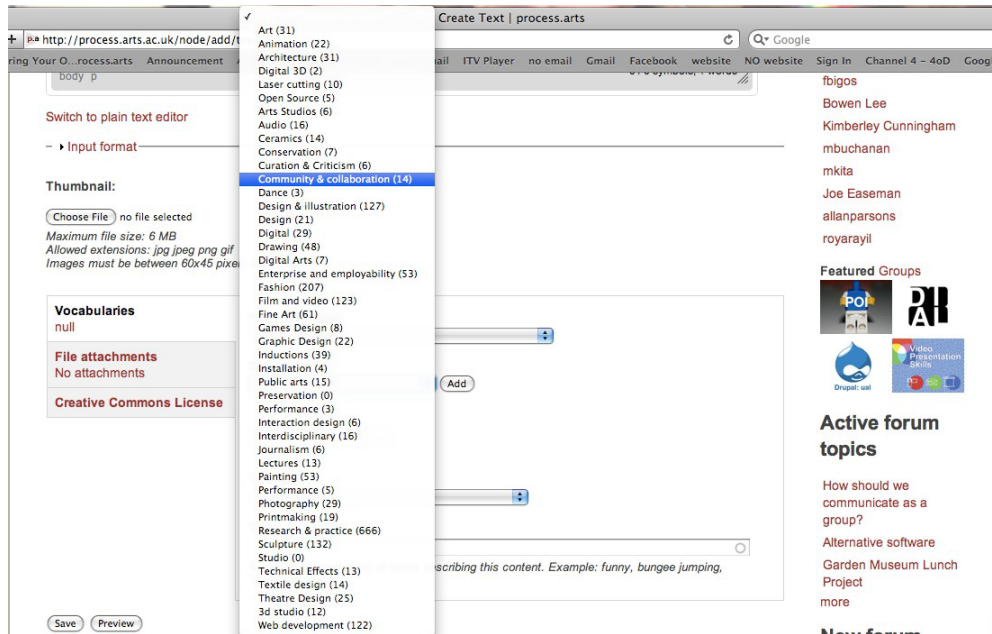 Create Text | process.arts
http://process.arts.ac.uk/node/add/t
Google
ring Your O...rocess.arts Announcement
ail ITV Player no email Gmail Facebook website NO website Sign In Channel 4 – 4oD Goog
body p
words
Switch to plain text editor
Input format
Thumbnail:
Choose File no file selected
Maximum file size: 6 MB
Allowed extensions: jpg jpeg png gif
Images must be between 60x45 pixe
Vocabularies
null
File attachments
No attachments
Creative Commons License
Save Preview
Art (31)
Animation (22)
Architecture (31)
Digital 3D (2)
Laser cutting (10)
Open Source (5)
Arts Studios (6)
Audio (16)
Ceramics (14)
Conservation (7)
Curation & Criticism (6)
Community & collaboration (14)
Dance (3)
Design & illustration (127)
Design (21)
Digital (29)
Drawing (48)
Digital Arts (7)
Enterprise and employability (53)
Fashion (207)
Film and video (123)
Fine Art (61)
Games Design (8)
Graphic Design (22)
Inductions (39)
Installation (4)
Public arts (15)
Preservation (0)
Performance (3)
Interaction design (6)
Interdisciplinary (16)
Journalism (6)
Lectures (13)
Painting (53)
Performance (5)
Photography (29)
Printmaking (19)
Research & practice (666)
Sculpture (132)
Studio (0)
Technical Effects (13)
Textile design (14)
Theatre Design (25)
3d studio (12)
Web development (122)
Add
scribing this content. Example: funny, bungee jumping,
fbigos
Bowen Lee
Kimberley Cunningham
mbuchanan
mkita
Joe Easeman
allanparsons
royarayil
Featured Groups
POI
Drupal: ual
Video
Presentation
Skills
Active forum
topics
How should we
communicate as a
group?
Alternative software
Garden Museum Lunch
Project
more
New forum